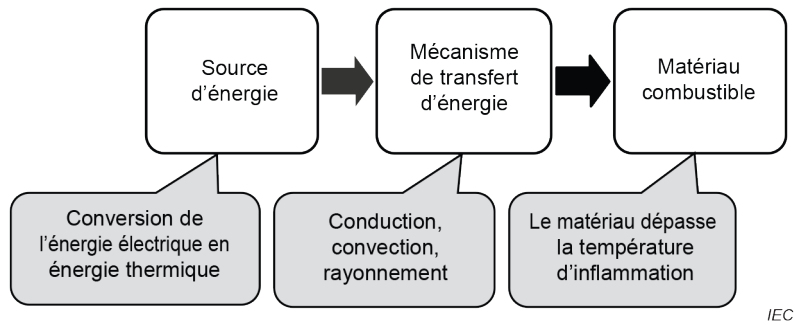 Source
d’énergie
Mécanisme
de transfert
d’énergie
Matériau
combustible
Conversion de
l’énergie électrique en
énergie thermique
Conduction,
convection,
rayonnement
Le matériau dépasse
la température
d’inflammation
IEC